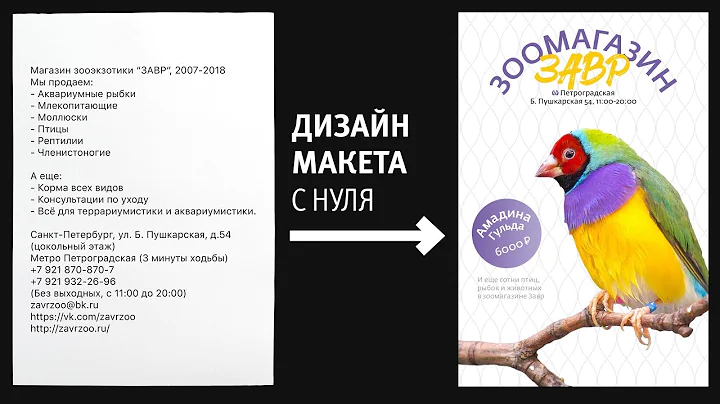 Магазин зооэкзотики "ЗАВР", 2007-2018
Мы продаем:
- Аквариумные рыбки
- Млекопитающие
- Моллюски
- Птицы
- Рептилии
- Членистоногие
А еще:
- Корма всех видов
- Консультации по уходу
- Всё для террариумистики и аквариумистики.
Санкт-Петербург, ул. Б. Пушкарская, д.54
(цокольный этаж)
Метро Петроградская (3 минуты ходьбы)
+7 921 870-870-7
+7 921 932-26-96
(Без выходных, с 11:00 до 20:00)
zavrzoo@bk.ru
https://vk.com/zavrzoo
http://zavrzoo.ru/
ДИЗАЙН
МАКЕТА
С НУЛЯ
ЗООМАГАЗИН
ЗАВР
Петроградская
Б. Пушкарская 54, 11:00-20:00
Амадина
Гульда
6000 ₽
И еще сотни птиц,
рыбок и животных
в зоомагазине Завр